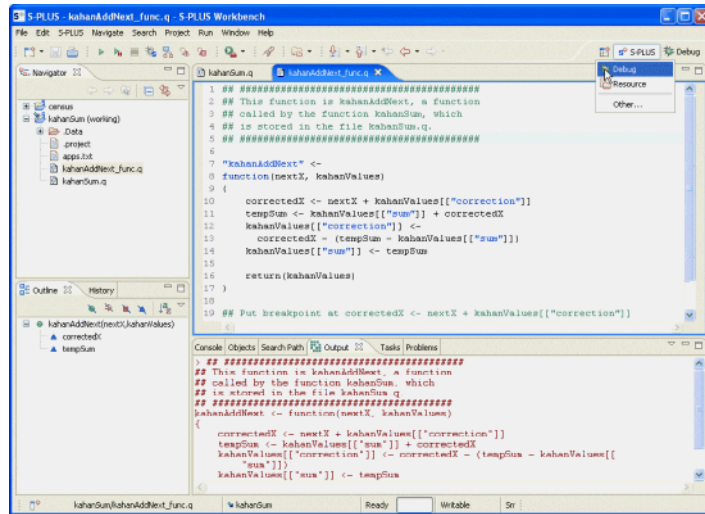 S-PLUS - kahanAddNext_func.q - S-PLUS Workbench
File Edit S-PLUS Navigate Search Project Run Window Help
S-PLUS Debug
Debug
Resource
Other...
Navigator
census
kahanSum (working)
.Data
.project
apps.txt
kahanAddNext_func.q
kahanSum.q
kahanSum.q kahanAddNext_func.q
1 ## ##########################################
2 ## This function is kahanAddNext, a function
3 ## called by the function kahanSum, which
4 ## is stored in the file kahanSum.q.
5 ## ##########################################
6
7 "kahanAddNext" <-
8 function(nextX, kahanValues)
9 {
10 correctedX <- nextX + kahanValues[["correction"]]
11 tempSum <- kahanValues[["sum"]] + correctedX
12 kahanValues[["correction"]] <-
13 correctedX - (tempSum - kahanValues[["sum"]])
14 kahanValues[["sum"]] <- tempSum
15
16 return(kahanValues)
17 }
18
19 ## Put breakpoint at correctedX <- nextX + kahanValues[["correction"]]
Outline History
kahanAddNext(nextX,kahanValues)
correctedX
tempSum
Console Objects Search Path Output Tasks Problems
> ## ##########################################
## This function is kahanAddNext, a function
## called by the function kahanSum, which
## is stored in the file kahanSum.q
## ##########################################
kahanAddNext <- function(nextX, kahanValues)
{
correctedX <- nextX + kahanValues[["correction"]]
tempSum <- kahanValues[["sum"]] + correctedX
kahanValues[["correction"]] <- correctedX - (tempSum - kahanValues[[
"sum"]])
kahanValues[["sum"]] <- tempSum
kahanSum/kahanAddNext_func.q kahanSum Ready Writable